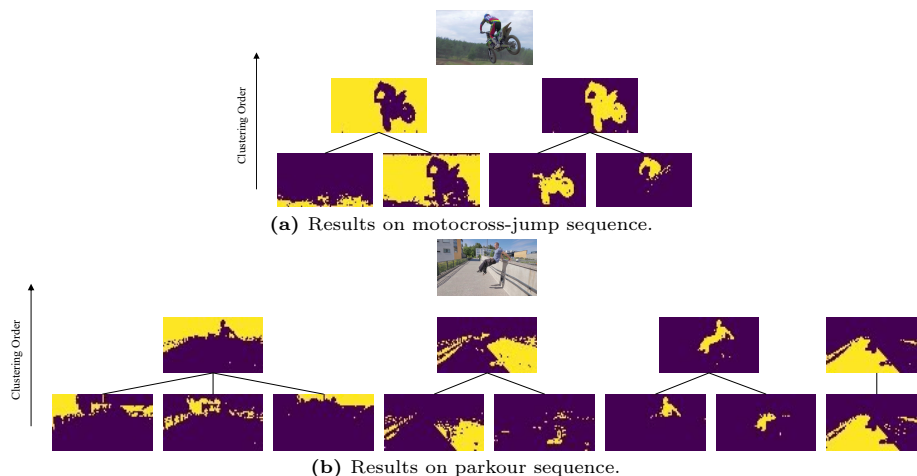 Clustering Order
(a) Results on motocross-jump sequence.
Clustering Order
(b) Results on parkour sequence.